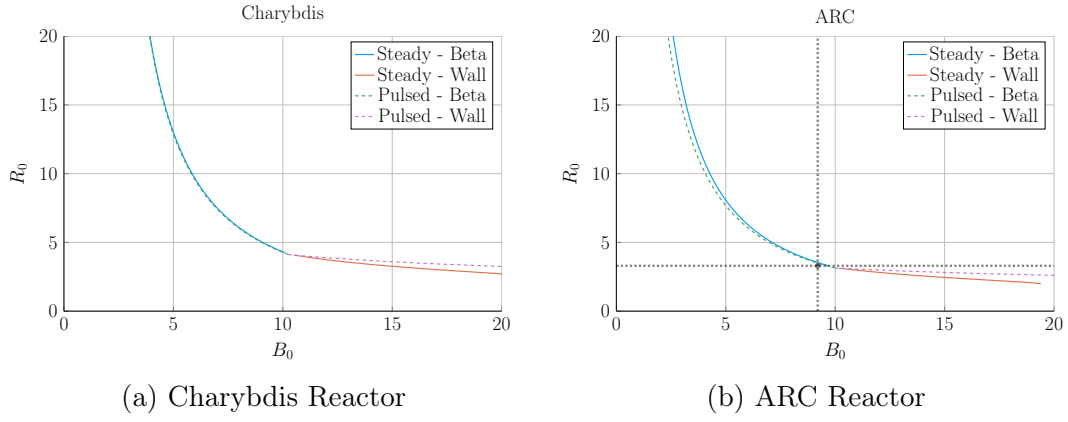 Charybdis
20
15
10
5
0
R₀
0
5
10
15
20
B₀
Steady - Beta
Steady - Wall
Pulsed - Beta
Pulsed - Wall
(a) Charybdis Reactor
ARC
20
15
10
5
0
R₀
0
5
10
15
20
B₀
Steady - Beta
Steady - Wall
Pulsed - Beta
Pulsed - Wall
(b) ARC Reactor